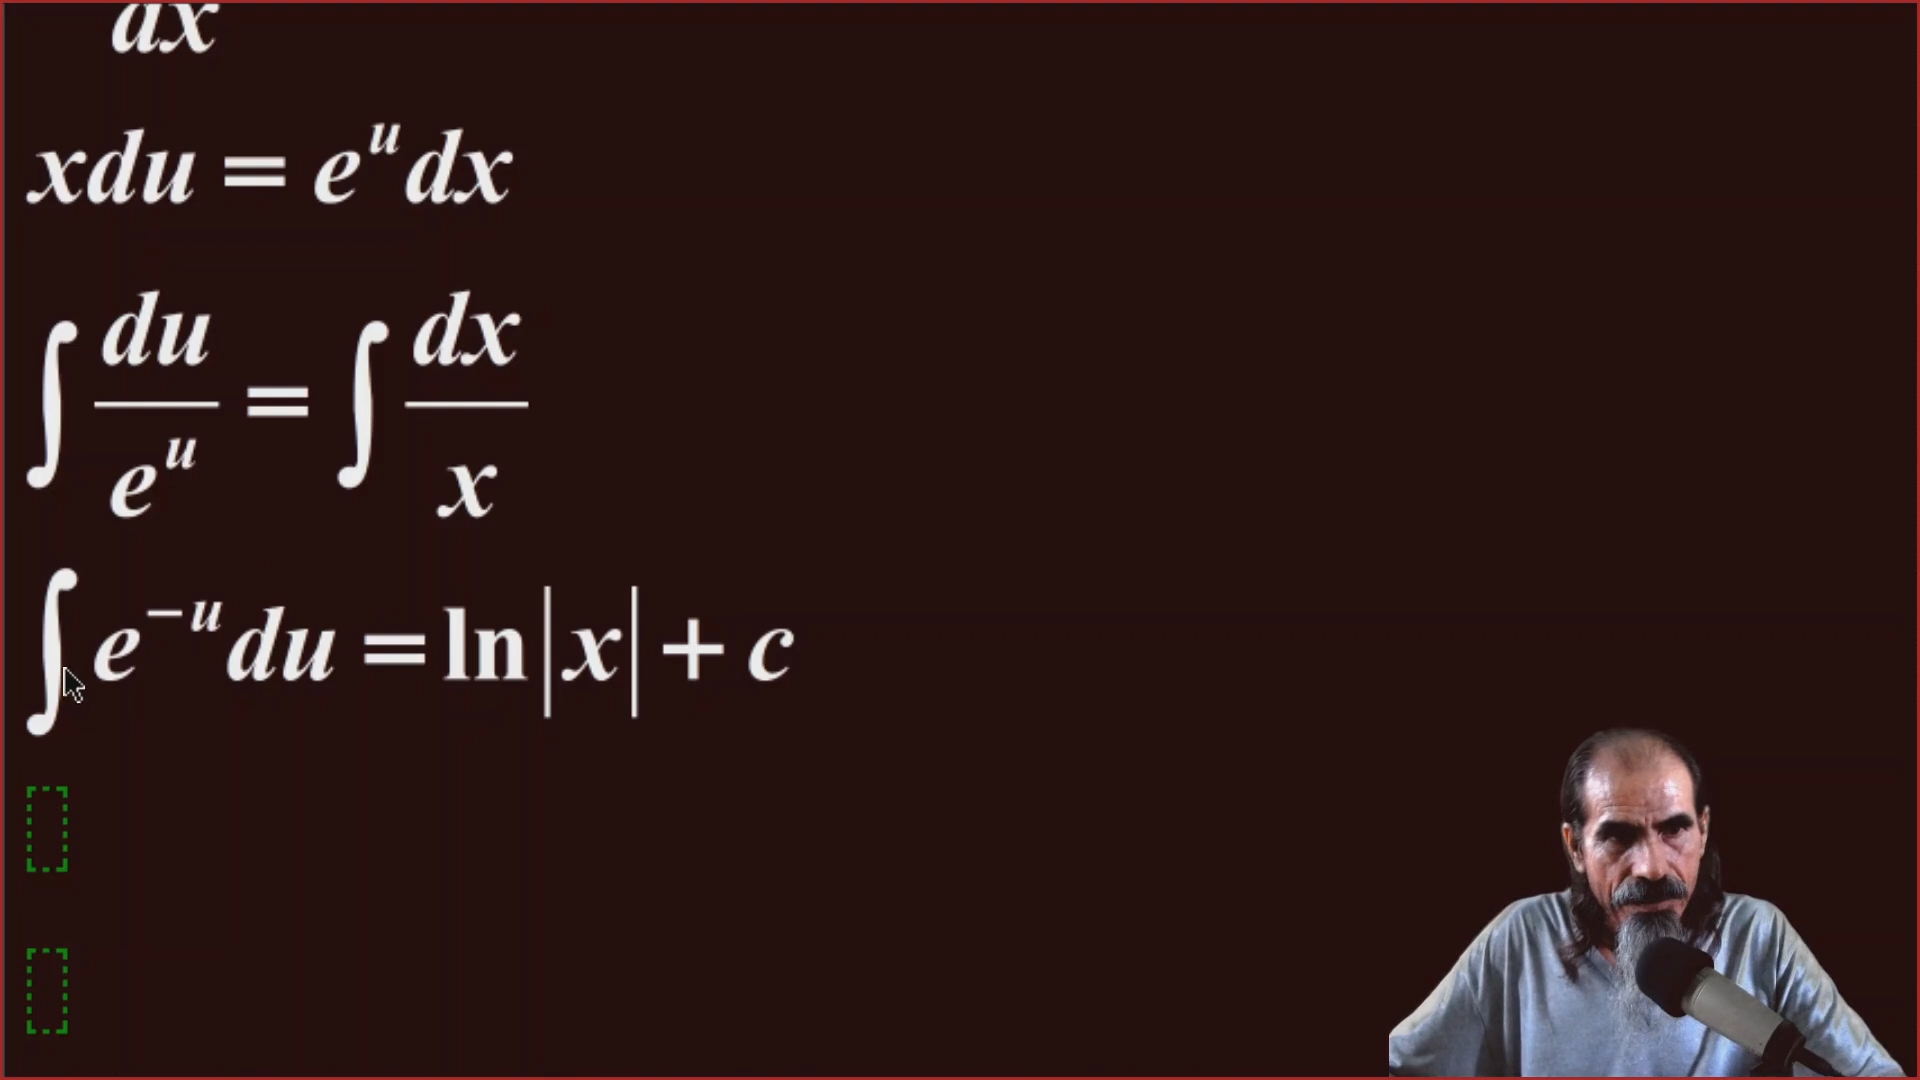 dx
xdu = e^u dx
∫ du/e^u = ∫ dx/x
∫ e^{-u} du = ln|x| + c